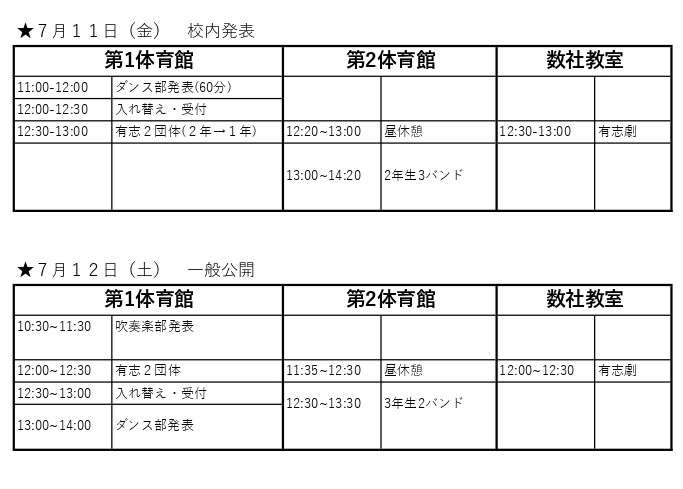 ★７月１１日（金）　校内発表
第1体育館　第2体育館　数社教室
11:00-12:00　ダンス部発表(60分)
12:00-12:30　入れ替え・受付
12:30-13:00　有志２団体(２年→１年)　12:20~13:00　昼休憩　12:30-13:00　有志劇
13:00~14:20　2年生3バンド
★７月１２日（土）　一般公開
第1体育館　第2体育館　数社教室
10:30~11:30　吹奏楽部発表
12:00~12:30　有志２団体　11:35~12:30　昼休憩　12:00~12:30　有志劇
12:30~13:00　入れ替え・受付
12:30~13:30　3年生2バンド
13:00~14:00　ダンス部発表